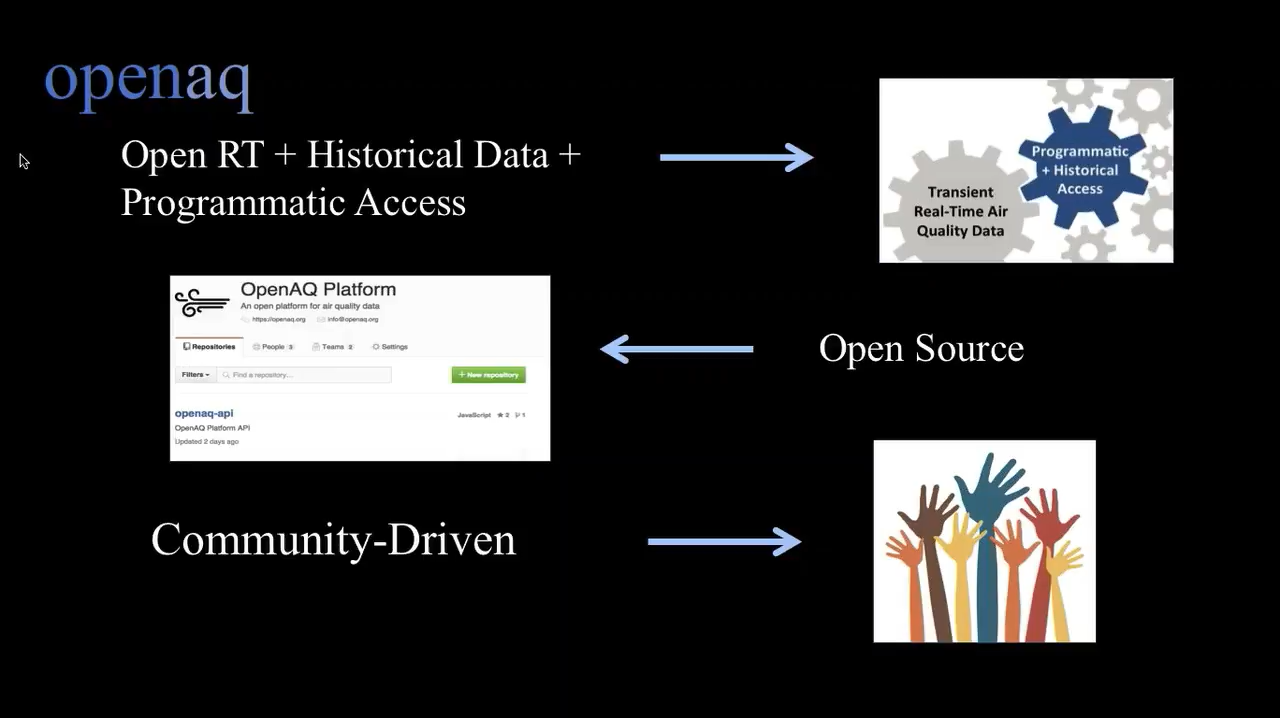 openaq
Open RT + Historical Data +
Programmatic Access
Programmatic
+ Historical
Access
Transient
Real-Time Air
Quality Data
OpenAQ Platform
An open platform for air quality data
https://openaq.org info@openaq.org
Repositories People 3 Teams 2 Settings
Filters Find a repository...
+ New repository
openaq-api
JavaScript 2 1
OpenAQ Platform API
Updated 2 days ago
Open Source
Community-Driven